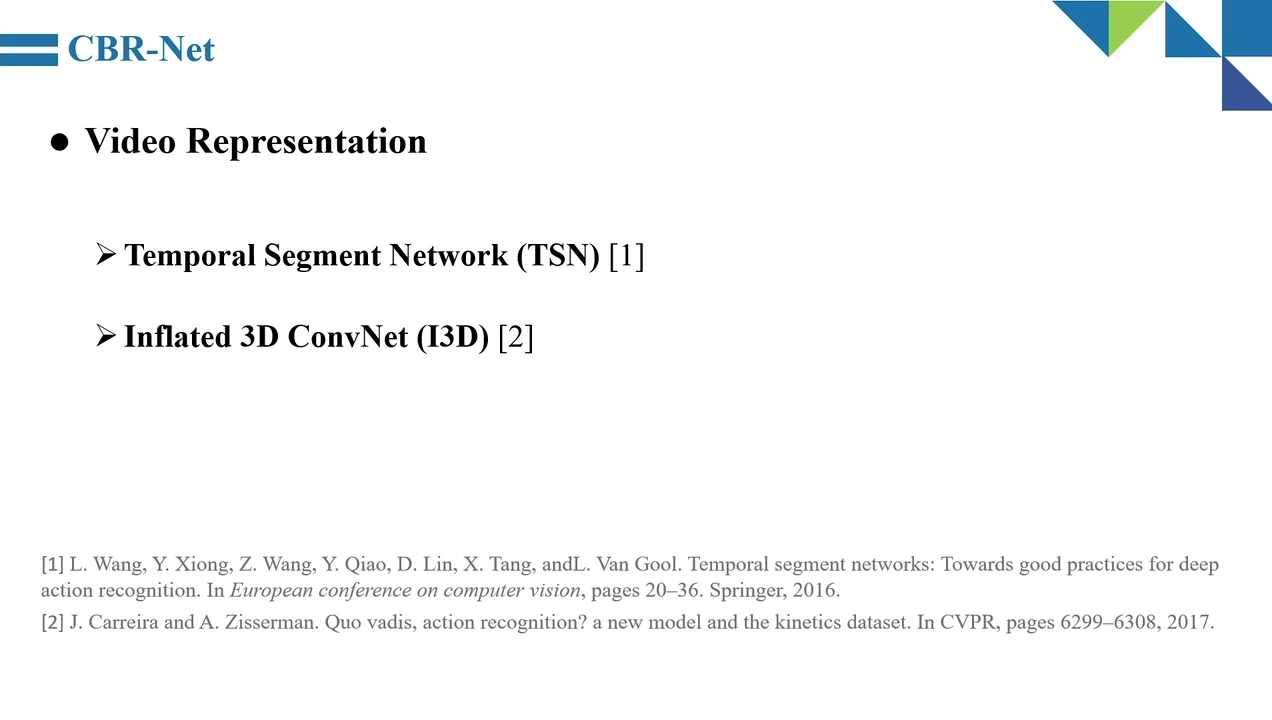 CBR-Net
● Video Representation
➢ Temporal Segment Network (TSN) [1]
➢ Inflated 3D ConvNet (I3D) [2]
[1] L. Wang, Y. Xiong, Z. Wang, Y. Qiao, D. Lin, X. Tang, andL. Van Gool. Temporal segment networks: Towards good practices for deep
action recognition. In European conference on computer vision, pages 20–36. Springer, 2016.
[2] J. Carreira and A. Zisserman. Quo vadis, action recognition? a new model and the kinetics dataset. In CVPR, pages 6299–6308, 2017.